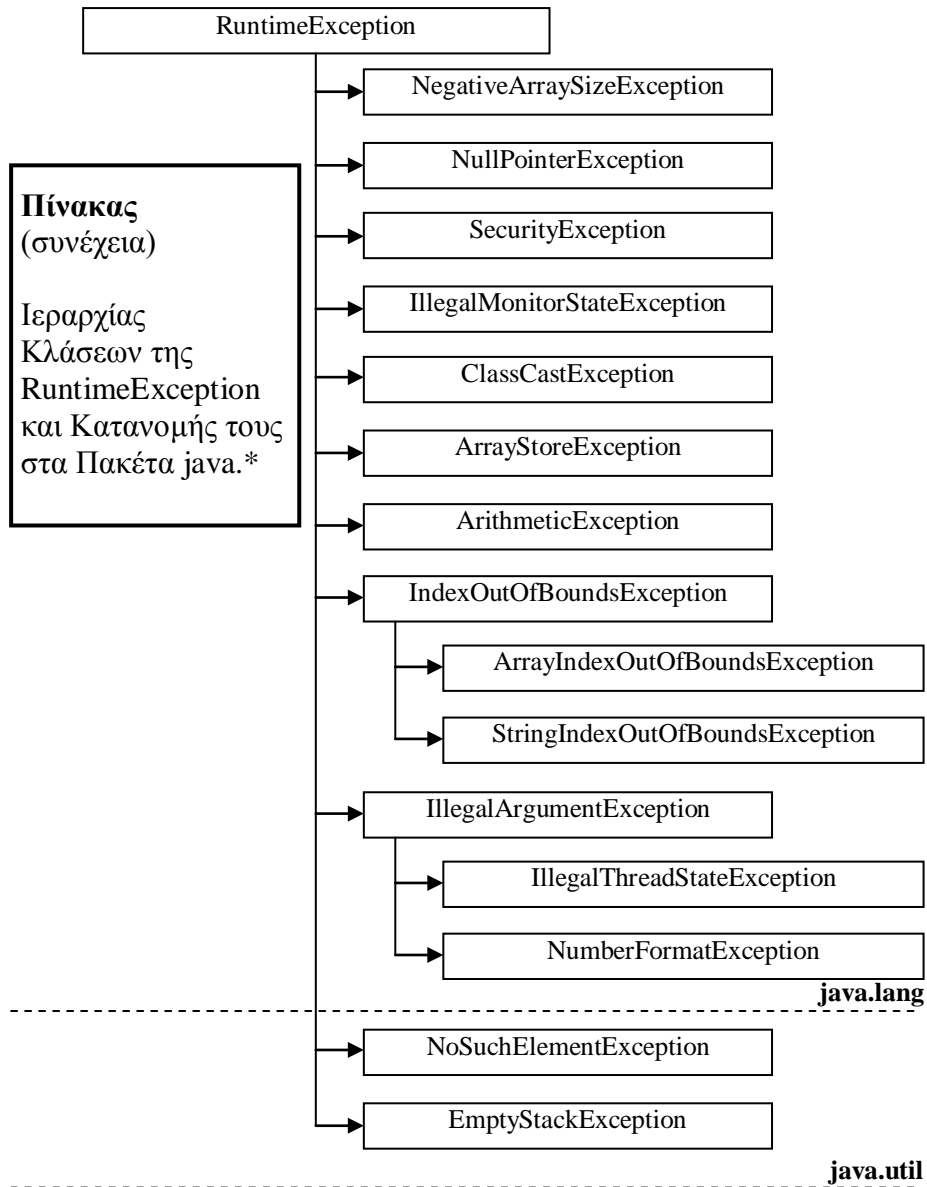 RuntimeException
NegativeArraySizeException
NullPointerException
Πίνακας
(συνέχεια)
Ιεραρχίας
Κλάσεων της
RuntimeException
και Κατανομής τους
στα Πακέτα java.*
SecurityException
IllegalMonitorStateException
ClassCastException
ArrayStoreException
ArithmeticException
IndexOutOfBoundsException
ArrayIndexOutOfBoundsException
StringIndexOutOfBoundsException
IllegalArgumentException
IllegalThreadStateException
NumberFormatException
java.lang
NoSuchElementException
EmptyStackException
java.util